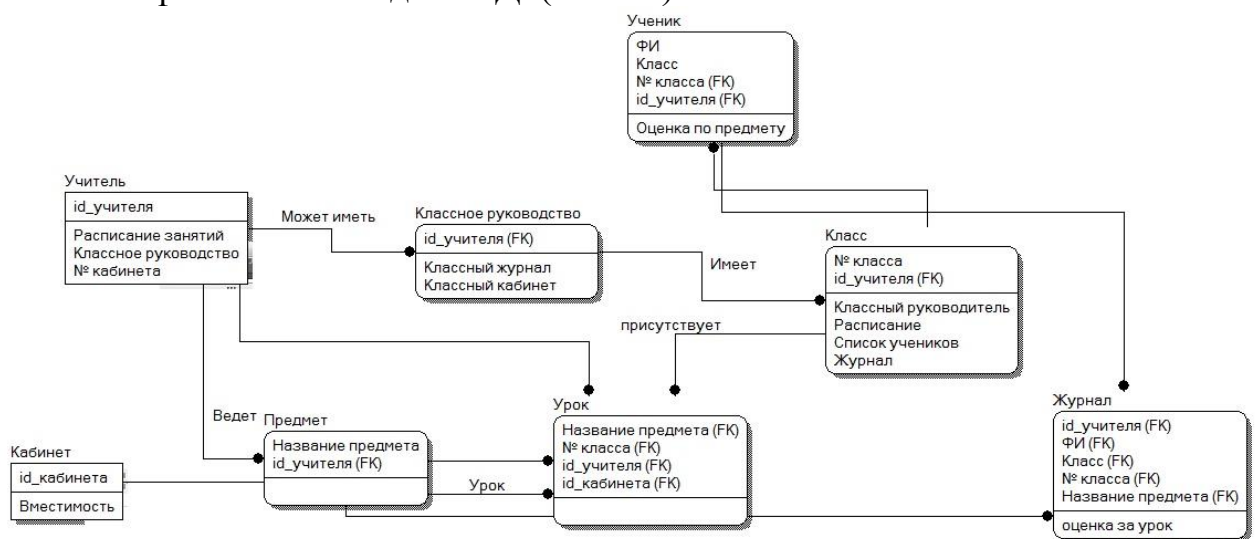 Ученик
ФИ
Класс
№ класса (FK)
id_учителя (FK)
Оценка по предмету
Учитель
id_учителя
Расписание занятий
Классное руководство
№ кабинета
Может иметь
Классное руководство
id_учителя (FK)
Классный журнал
Классный кабинет
Имеет
Класс
№ класса
id_учителя (FK)
Классный руководитель
Расписание
Список учеников
Журнал
присутствует
Ведет
Предмет
Название предмета
id_учителя (FK)
Урок
Урок
Название предмета (FK)
№ класса (FK)
id_учителя (FK)
id_кабинета (FK)
Кабинет
id_кабинета
Вместимость
Журнал
id_учителя (FK)
ФИ (FK)
Класс (FK)
№ класса (FK)
Название предмета (FK)
оценка за урок